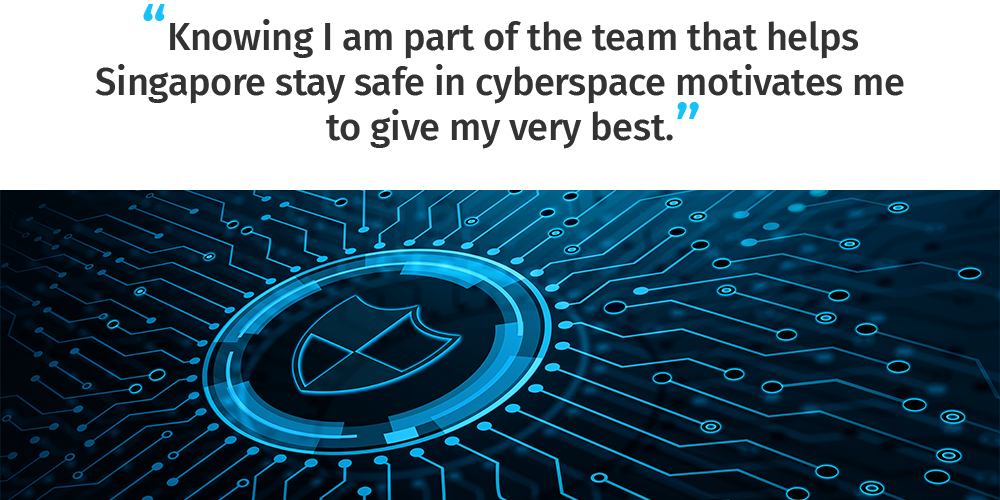 “Knowing I am part of the team that helps
Singapore stay safe in cyberspace motivates me
to give my very best.”